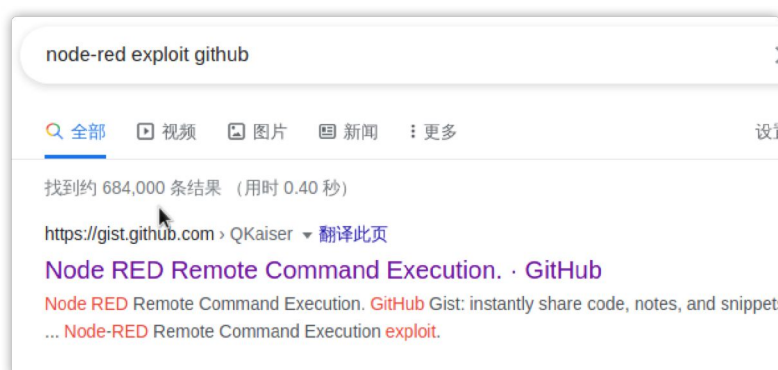 node-red exploit github
全部 视频 图片 新闻 更多
找到约 684,000 条结果 （用时 0.40 秒）
https://gist.github.com › QKaiser 翻译此页
Node RED Remote Command Execution. · GitHub
Node RED Remote Command Execution. GitHub Gist: instantly share code, notes, and snippets
... Node-RED Remote Command Execution exploit.